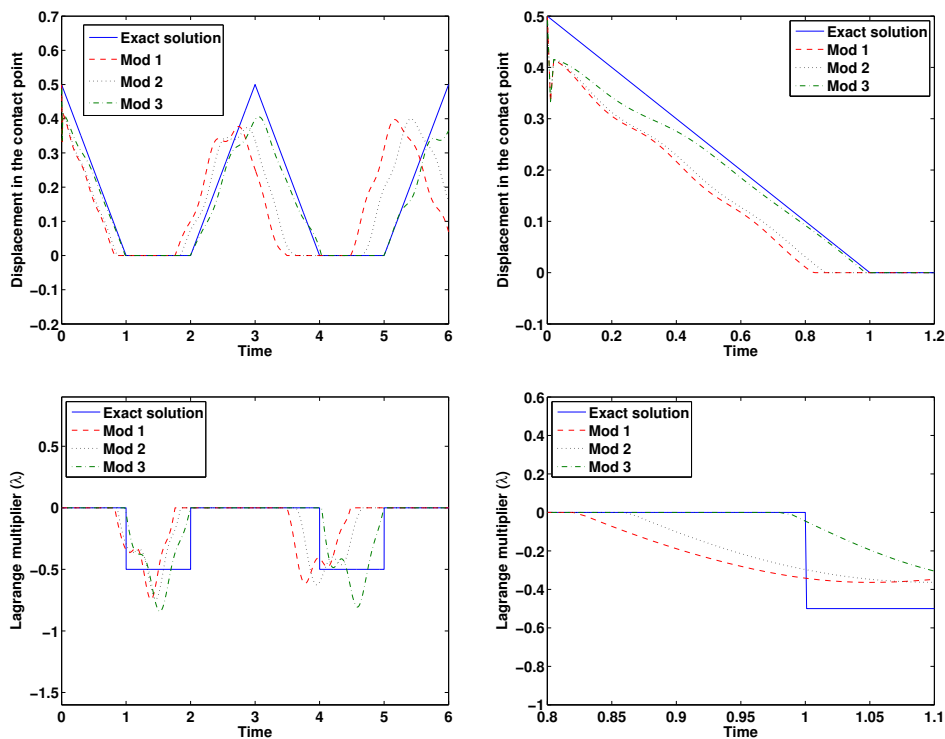 0.7
0.6
0.5
0.4
0.3
0.2
0.1
0
−0.1
−0.2
Displacement in the contact point
0 1 2 3 4 5 6
Time
Exact solution
Mod 1
Mod 2
Mod 3
0.5
0.4
0.3
0.2
0.1
0
−0.1
Displacement in the contact point
0 0.2 0.4 0.6 0.8 1 1.2
Time
Exact solution
Mod 1
Mod 2
Mod 3
0.5
0
−0.5
−1
−1.5
Lagrange multiplier (λ)
0 1 2 3 4 5 6
Time
Exact solution
Mod 1
Mod 2
Mod 3
0.6
0.4
0.2
0
−0.2
−0.4
−0.6
−0.8
−1
Lagrange multiplier (λ)
0.8 0.85 0.9 0.95 1 1.05 1.1
Time
Exact solution
Mod 1
Mod 2
Mod 3